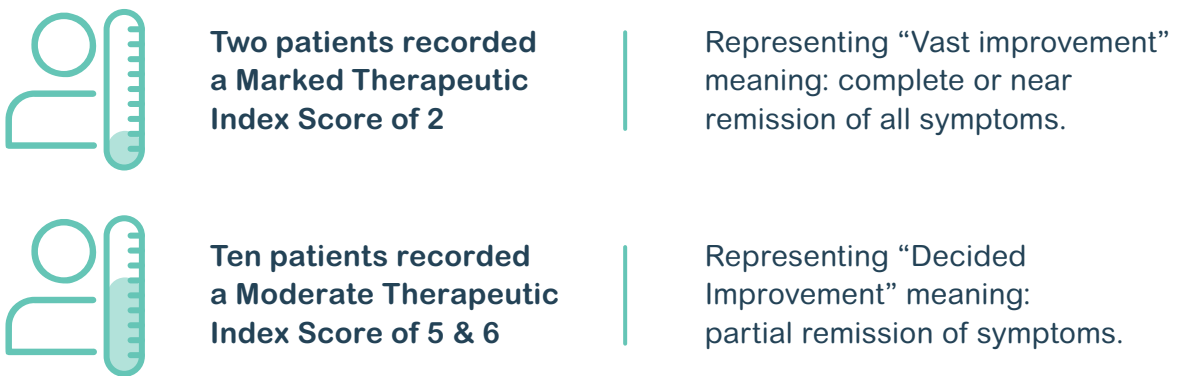 Two patients recorded
a Marked Therapeutic
Index Score of 2
Representing “Vast improvement”
meaning: complete or near
remission of all symptoms.
Ten patients recorded
a Moderate Therapeutic
Index Score of 5 & 6
Representing “Decided
Improvement” meaning:
partial remission of symptoms.